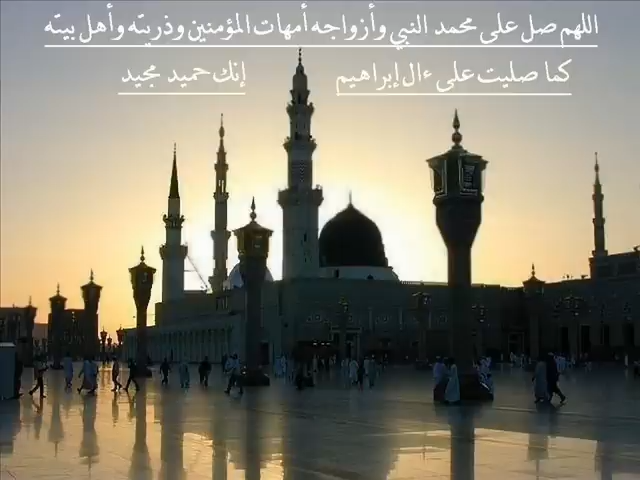 اللهم صل على محمد النبي وأزواجه أمهات المؤمنين وذريته وأهل بيته
كما صليت على ءال إبراهيم إنك حميد مجيد